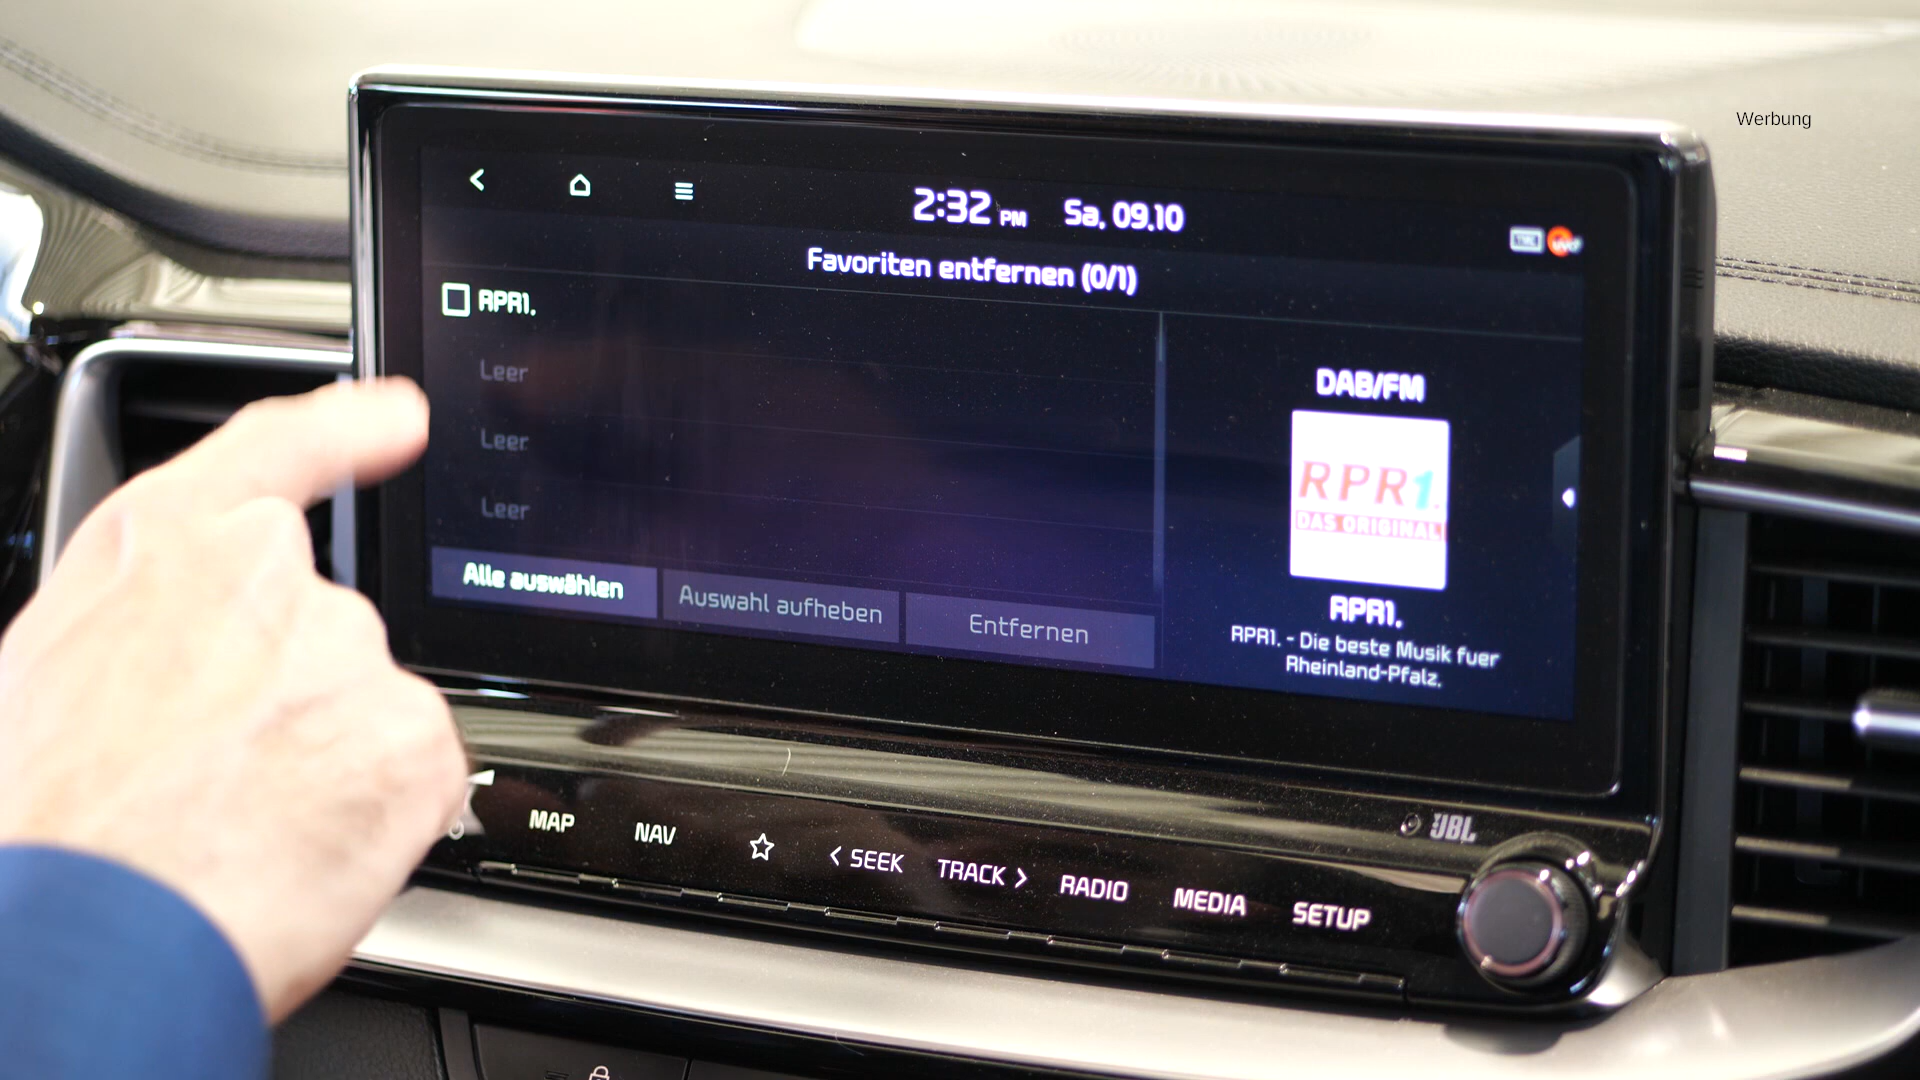 Werbung
2:32 PM Sa. 09.10
Favoriten entfernen (0/1)
RPR1.
Leer
Leer
Leer
Alle auswählen
Auswahl aufheben
Entfernen
DAB/FM
RPR1.
DAS ORIGINAL
RPR1.
RPR1. - Die beste Musik fuer
Rheinland-Pfalz.
JBL
MAP NAV SEEK TRACK RADIO MEDIA SETUP